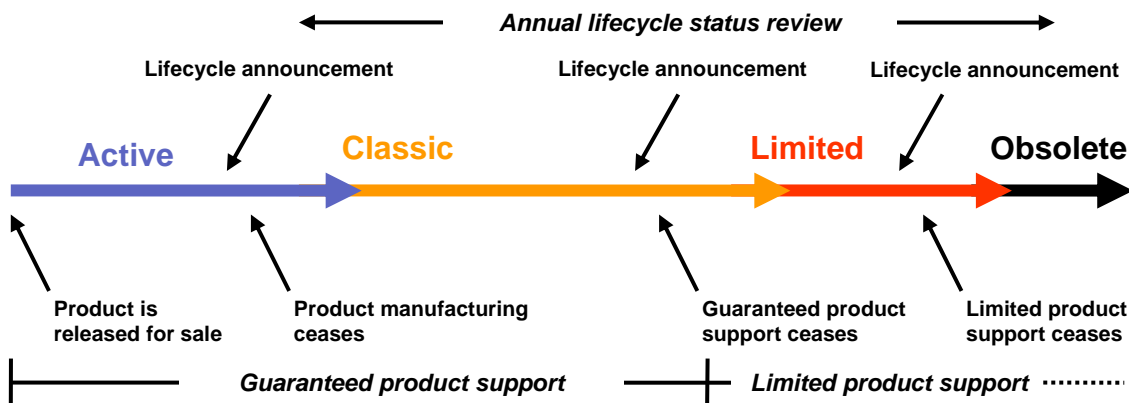 Annual lifecycle status review
Lifecycle announcement
Lifecycle announcement
Lifecycle announcement
Active
Classic
Limited
Obsolete
Product is
released for sale
Product manufacturing
ceases
Guaranteed product
support ceases
Limited product
support ceases
Guaranteed product support
Limited product support